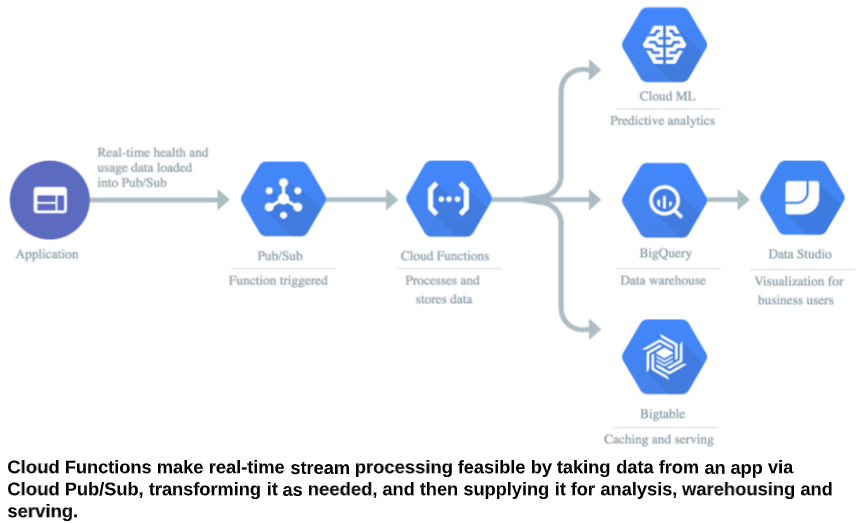 Cloud ML
Predictive analytics
Real-time health and
usage data loaded
into Pub/Sub
Application
Pub/Sub
Function triggered
Cloud Functions
Processes and
stores data
BigQuery
Data warehouse
Data Studio
Visualization for
business users
Bigtable
Caching and serving
Cloud Functions make real-time stream processing feasible by taking data from an app via
Cloud Pub/Sub, transforming it as needed, and then supplying it for analysis, warehousing and
serving.